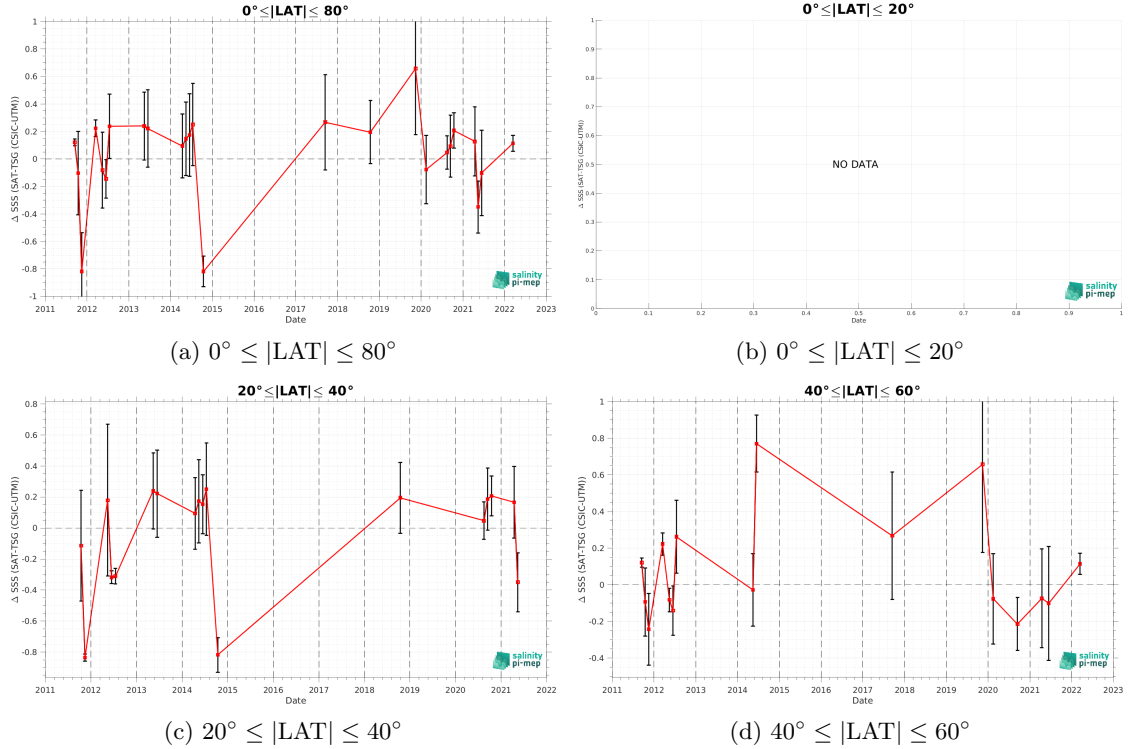 0°≤|LAT|≤ 80°
Δ SSS (SAT-TSG (CSIC-UTM))
1
0.8
0.6
0.4
0.2
0
-0.2
-0.4
-0.6
-0.8
-1
2011 2012 2013 2014 2015 2016 2017 2018 2019 2020 2021 2022 2023
Date
salinity
pi-mep
(a) 0° ≤ |LAT| ≤ 80°
0°≤|LAT|≤ 20°
Δ SSS (SAT-TSG (CSIC-UTM))
1
0.9
0.8
0.7
0.6
0.5
0.4
0.3
0.2
0.1
0
NO DATA
0 0.1 0.2 0.3 0.4 0.5 0.6 0.7 0.8 0.9 1
Date
salinity
pi-mep
(b) 0° ≤ |LAT| ≤ 20°
20°≤|LAT|≤ 40°
Δ SSS (SAT-TSG (CSIC-UTM))
0.8
0.6
0.4
0.2
0
-0.2
-0.4
-0.6
-0.8
2011 2012 2013 2014 2015 2016 2017 2018 2019 2020 2021 2022
Date
salinity
pi-mep
(c) 20° ≤ |LAT| ≤ 40°
40°≤|LAT|≤ 60°
Δ SSS (SAT-TSG (CSIC-UTM))
1
0.8
0.6
0.4
0.2
0
-0.2
-0.4
2011 2012 2013 2014 2015 2016 2017 2018 2019 2020 2021 2022 2023
Date
salinity
pi-mep
(d) 40° ≤ |LAT| ≤ 60°